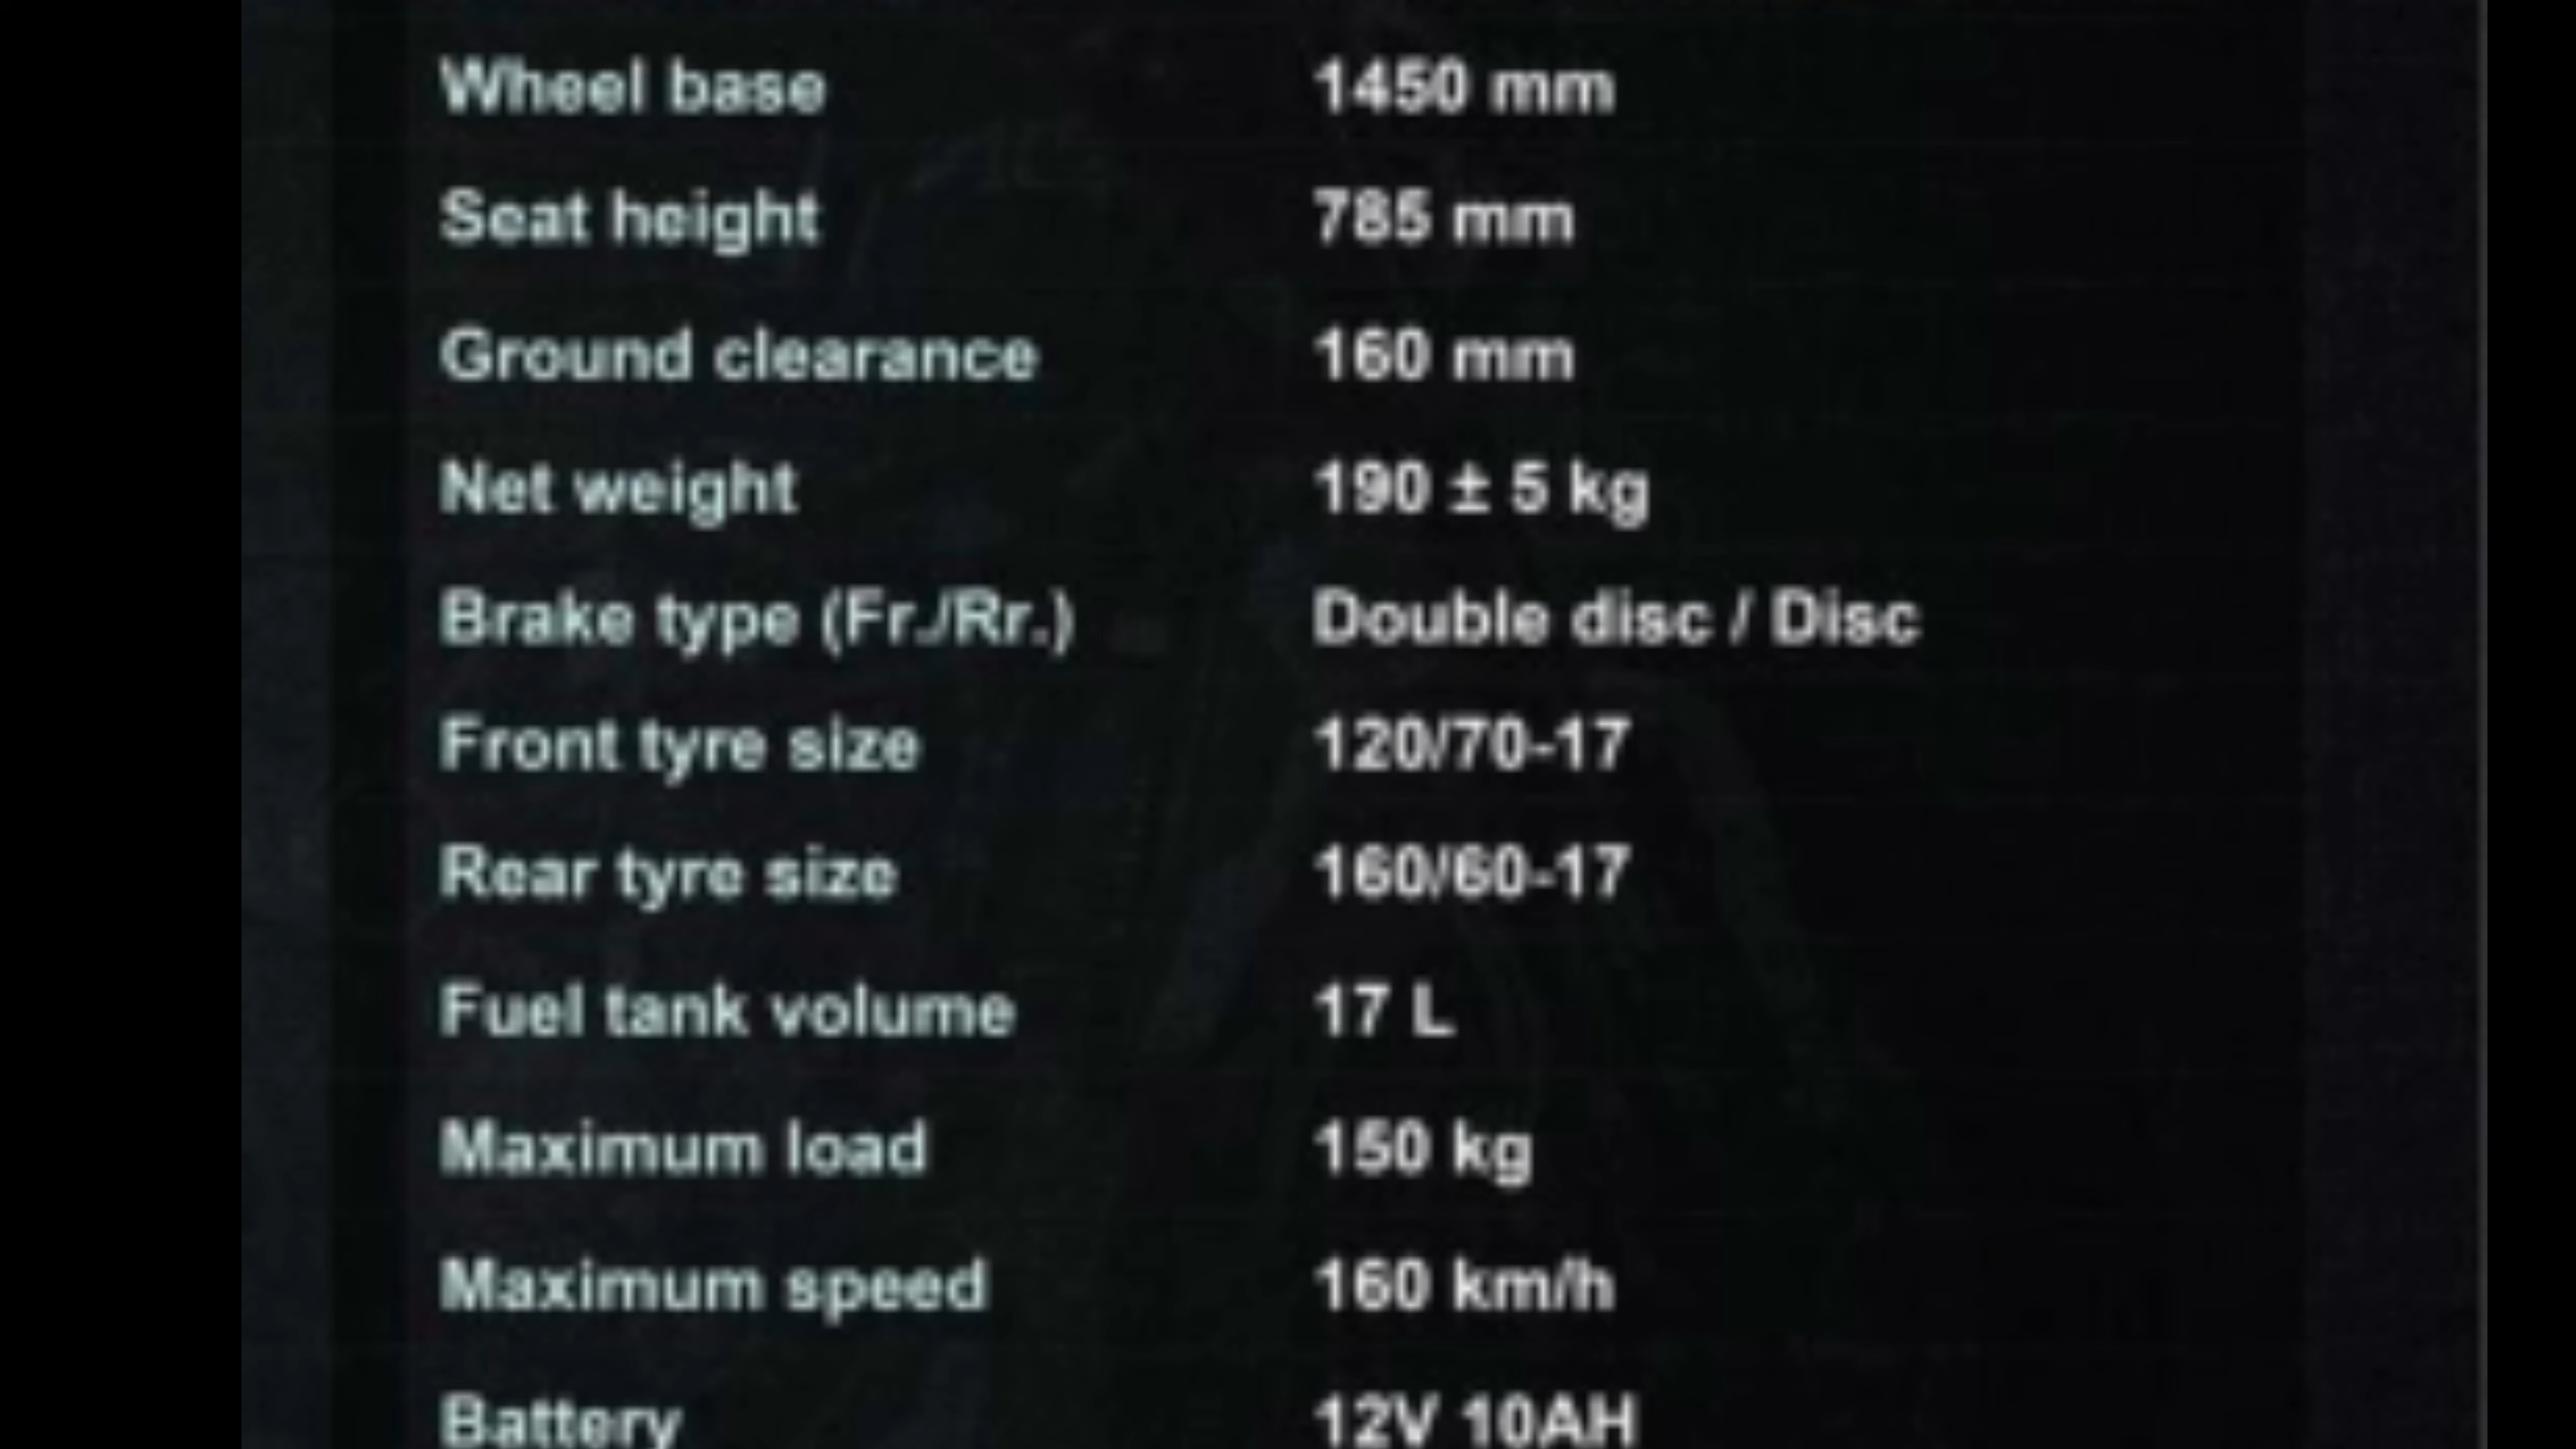 Wheel base 1450 mm
Seat height 785 mm
Ground clearance 160 mm
Net weight 190 ± 5 kg
Brake type (Fr./Rr.) Double disc / Disc
Front tyre size 120/70-17
Rear tyre size 160/60-17
Fuel tank volume 17 L
Maximum load 150 kg
Maximum speed 160 km/h
Battery 12V 10AH